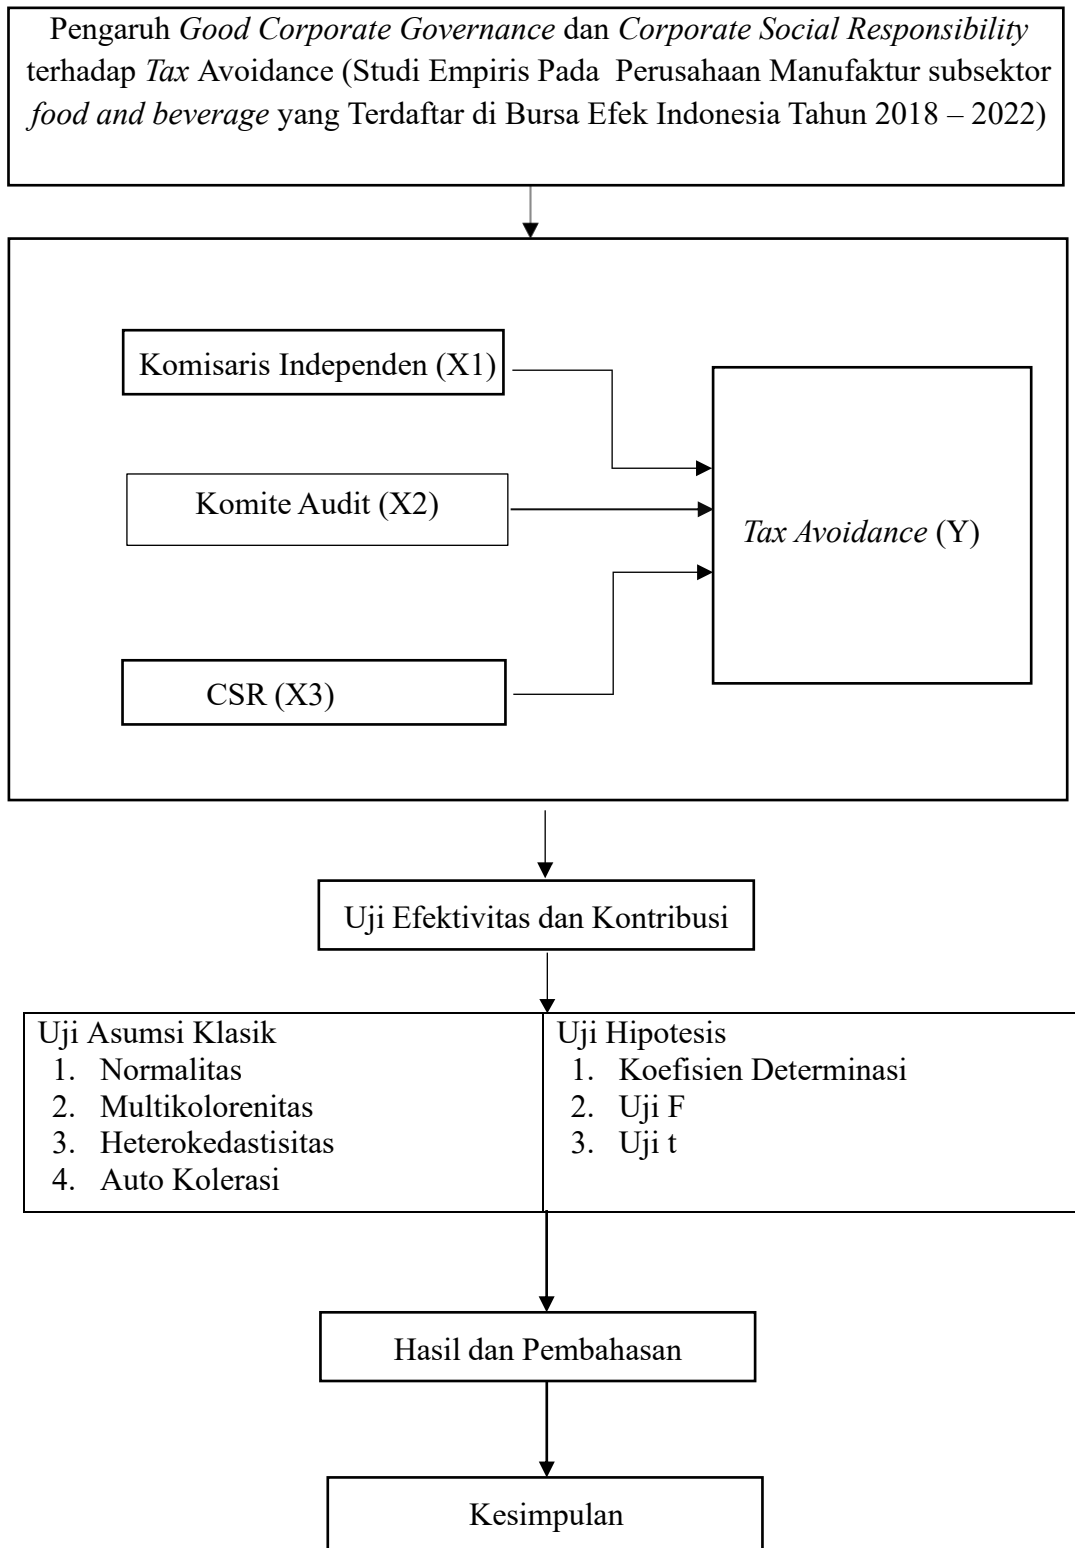 Pengaruh Good Corporate Governance dan Corporate Social Responsibility
terhadap Tax Avoidance (Studi Empiris Pada Perusahaan Manufaktur subsektor
food and beverage yang Terdaftar di Bursa Efek Indonesia Tahun 2018 – 2022)
Komisaris Independen (X1)
Komite Audit (X2)
Tax Avoidance (Y)
CSR (X3)
Uji Efektivitas dan Kontribusi
Uji Asumsi Klasik
1. Normalitas
2. Multikolorenitas
3. Heterokedastisitas
4. Auto Kolerasi
Uji Hipotesis
1. Koefisien Determinasi
2. Uji F
3. Uji t
Hasil dan Pembahasan
Kesimpulan